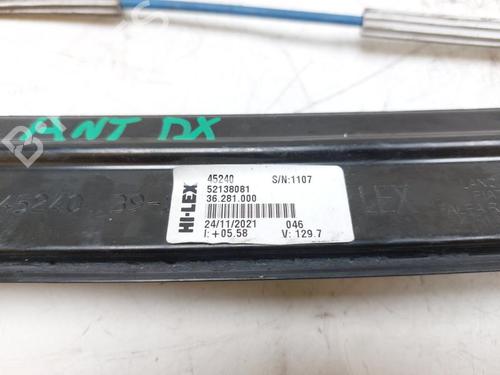 ANT DX
45240 S/N:1107
52138081
36.281.000
HI-LEX
24/11/2021 046
I: +05.58 V: 129.7
45240 39-